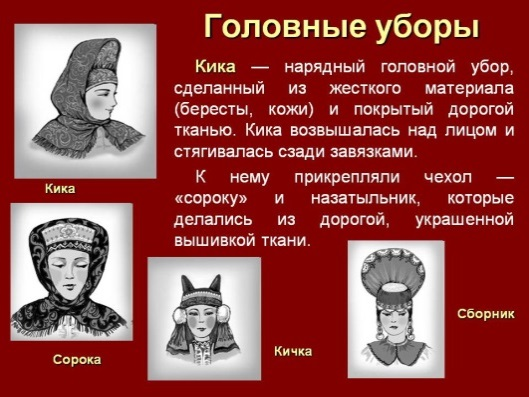 Головные уборы
Кика — нарядный головной убор,
сделанный из жесткого материала
(бересты, кожи) и покрытый дорогой
тканью. Кика возвышалась над лицом и
стягивалась сзади завязками.
К нему прикрепляли чехол —
«сороку» и назатыльник, которые
делались из дорогой, украшенной
вышивкой ткани.
Кика
Сорока
Кичка
Сборник